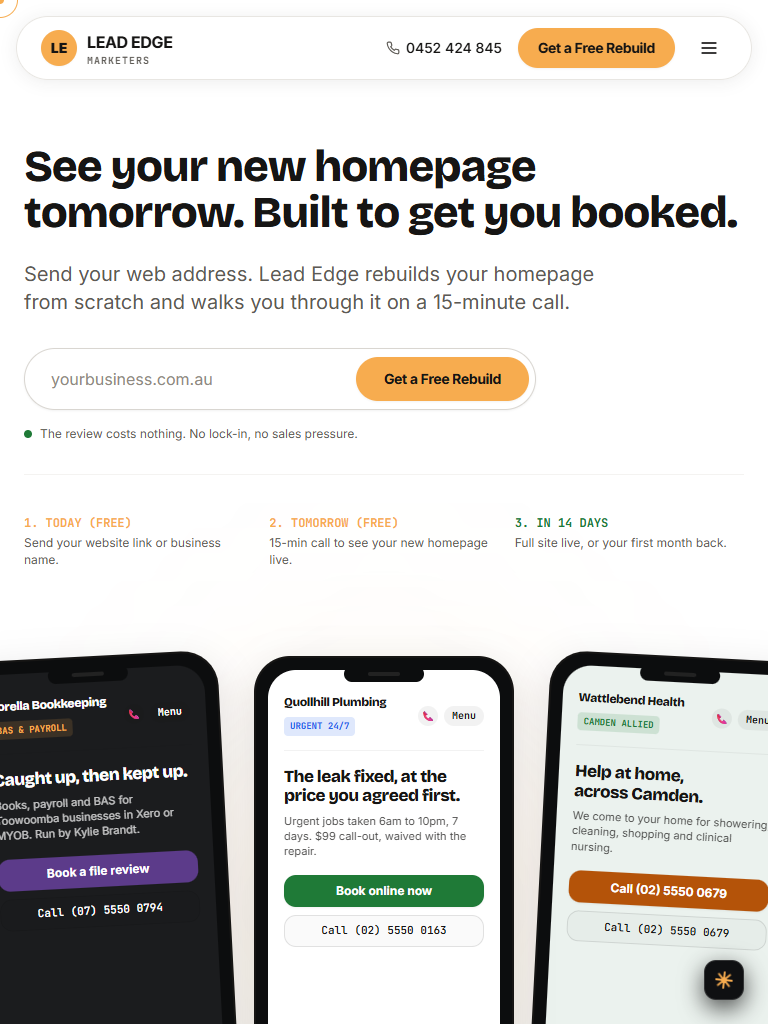 LE
LEAD EDGE
MARKETERS
0452 424 845
Get a Free Rebuild
See your new homepage
tomorrow. Built to get you booked.
Send your web address. Lead Edge rebuilds your homepage
from scratch and walks you through it on a 15-minute call.
yourbusiness.com.au
Get a Free Rebuild
The review costs nothing. No lock-in, no sales pressure.
1. TODAY (FREE)
Send your website link or business
name.
2. TOMORROW (FREE)
15-min call to see your new homepage
live.
3. IN 14 DAYS
Full site live, or your first month back.
Bookkeeping
BAS & PAYROLL
Menu
Caught up, then kept up.
Books, payroll and BAS for
Toowoomba businesses in Xero or
MYOB. Run by Kylie Brandt.
Book a file review
Call (07) 5550 0794
Quollhill Plumbing
URGENT 24/7
Menu
The leak fixed, at the
price you agreed first.
Urgent jobs taken 6am to 10pm, 7
days. $99 call-out, waived with the
repair.
Book online now
Call (02) 5550 0163
Wattlebend Health
CAMDEN ALLIED
Menu
Help at home,
across Camden.
We come to your home for showering,
cleaning, shopping and clinical
nursing.
Call (02) 5550 0679
Call (02) 5550 0679